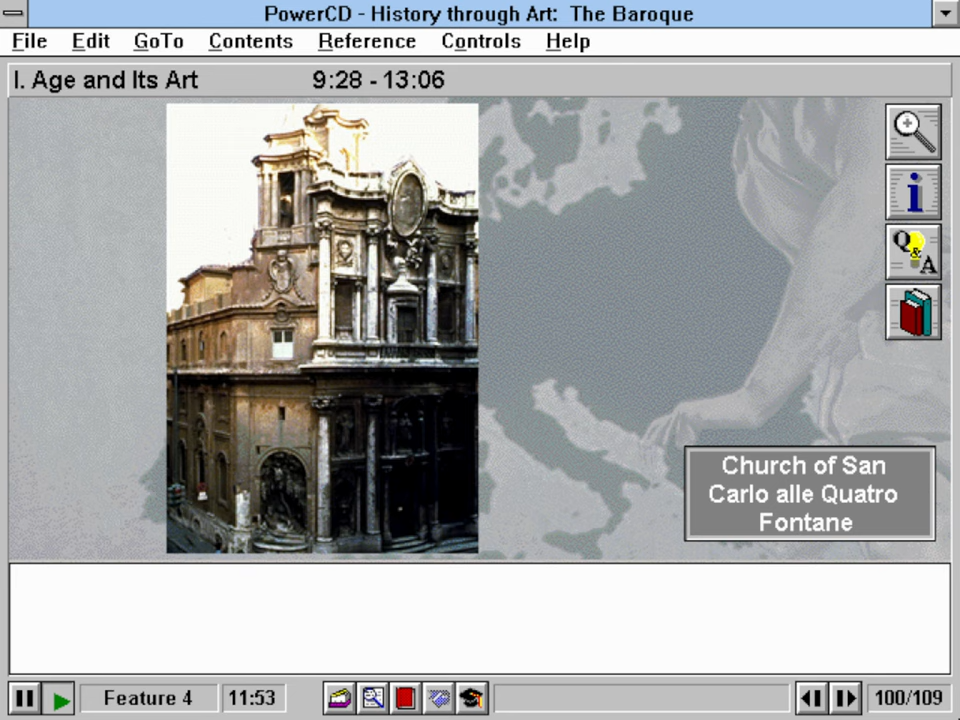 PowerCD - History through Art: The Baroque
File Edit GoTo Contents Reference Controls Help
I. Age and Its Art 9:28 - 13:06
i
Q & A
Church of San
Carlo alle Quatro
Fontane
Feature 4 11:53 100/109